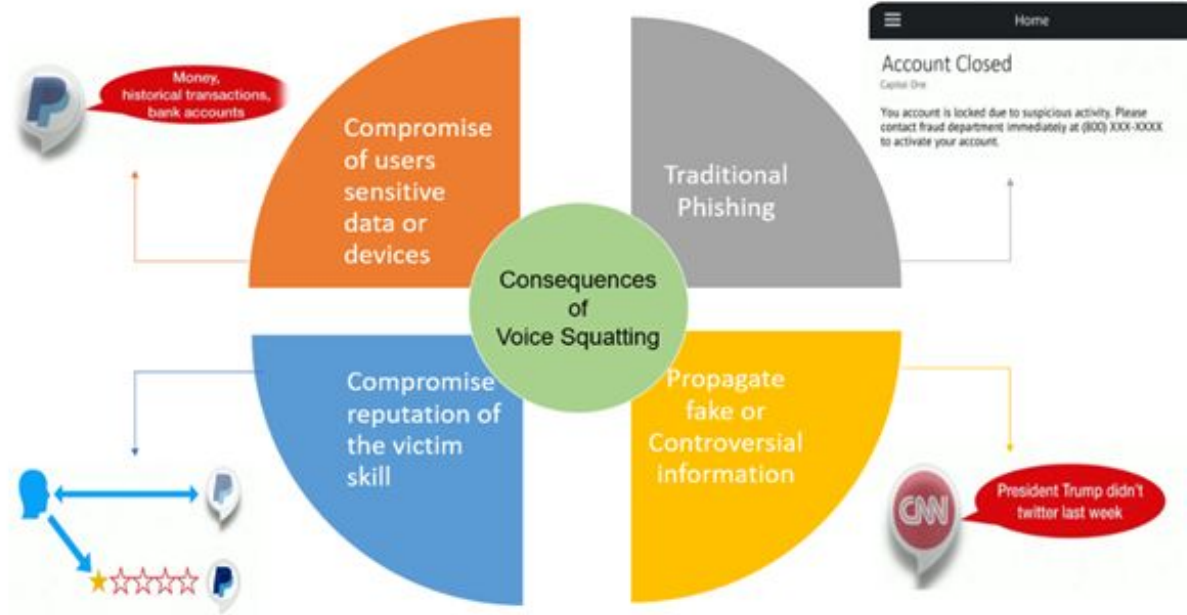 Money,
historical transactions,
bank accounts
Compromise
of users
sensitive
data or
devices
Traditional
Phishing
Home
Account Closed
Capital One
You account is locked due to suspicious activity. Please
contact fraud department immediately at (800) XXX-XXXX
to activate your account.
Consequences
of
Voice Squatting
Compromise
reputation of
the victim
skill
Propagate
fake or
Controversial
information
CNN
President Trump didn't
twitter last week